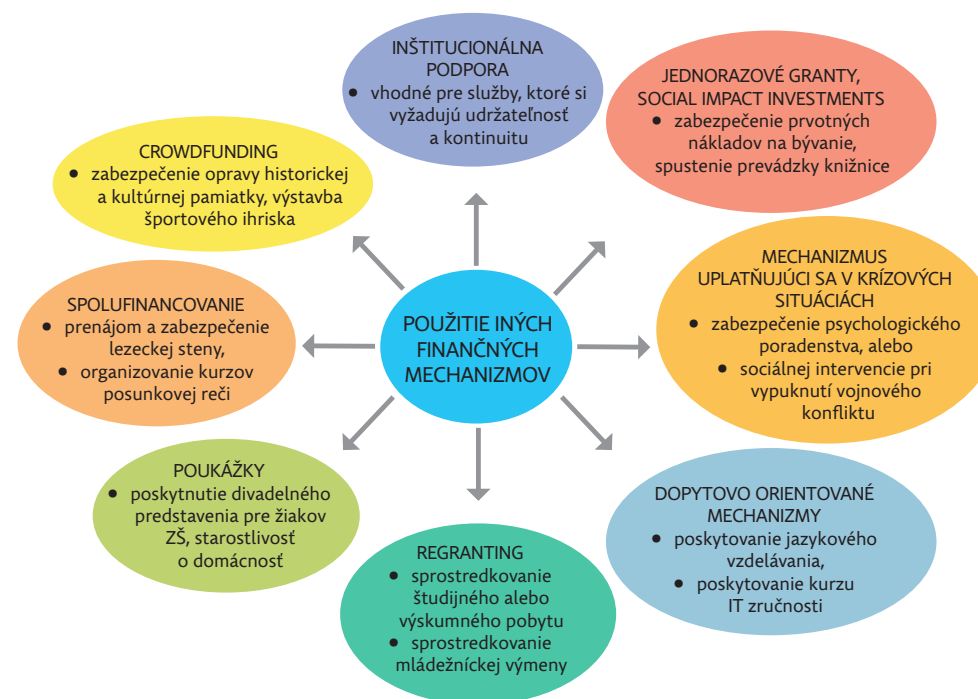 INŠTITUCIONÁLNA
PODPORA
• vhodné pre služby, ktoré si
vyžadujú udržateľnosť
a kontinuitu
JEDNORAZOVÉ GRANTY,
SOCIAL IMPACT INVESTMENTS
• zabezpečenie prvotných
nákladov na bývanie,
spustenie prevádzky knižnice
CROWDFUNDING
• zabezpečenie opravy historickej
a kultúrnej pamiatky, výstavba
športového ihriska
MECHANIZMUS
UPLATŇUJÚCI SA V KRÍZOVÝCH
SITUÁCIÁCH
• zabezpečenie psychologického
poradenstva, alebo
• sociálnej intervencie pri
vypuknutí vojnového
konfliktu
SPOLUFINANCOVANIE
• prenájom a zabezpečenie
lezeckej steny,
• organizovanie kurzov
posunkovej reči
POUŽITIE INÝCH
FINANČNÝCH
MECHANIZMOV
POUKÁŽKY
• poskytnutie divadelného
predstavenia pre žiakov
ZŠ, starostlivosť
o domácnosť
DOPYTOVO ORIENTOVANÉ
MECHANIZMY
• poskytovanie jazykového
vzdelávania,
• poskytovanie kurzu
IT zručnosti
REGRANTING
• sprostredkovanie
študijného alebo
výskumného pobytu
• sprostredkovanie
mládežníckej výmeny